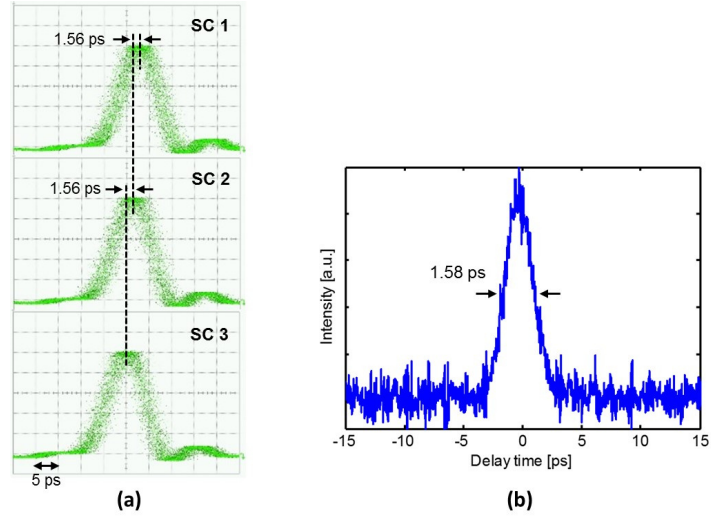 SC 1
1.56 ps
SC 2
1.56 ps
SC 3
5 ps
(a)
Intensity [a.u.]
1.58 ps
-15 -10 -5 0 5 10 15
Delay time [ps]
(b)